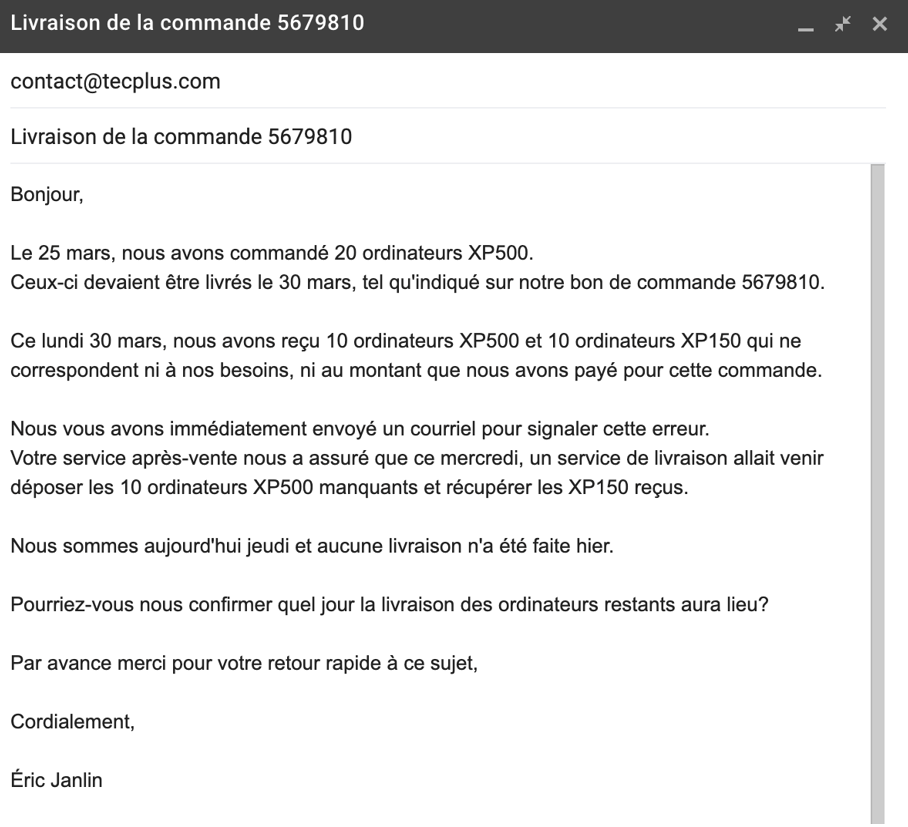 Livraison de la commande 5679810
contact@tecplus.com
Livraison de la commande 5679810
Bonjour,
Le 25 mars, nous avons commandé 20 ordinateurs XP500.
Ceux-ci devaient être livrés le 30 mars, tel qu'indiqué sur notre bon de commande 5679810.
Ce lundi 30 mars, nous avons reçu 10 ordinateurs XP500 et 10 ordinateurs XP150 qui ne
correspondent ni à nos besoins, ni au montant que nous avons payé pour cette commande.
Nous vous avons immédiatement envoyé un courriel pour signaler cette erreur.
Votre service après-vente nous a assuré que ce mercredi, un service de livraison allait venir
déposer les 10 ordinateurs XP500 manquants et récupérer les XP150 reçus.
Nous sommes aujourd'hui jeudi et aucune livraison n'a été faite hier.
Pourriez-vous nous confirmer quel jour la livraison des ordinateurs restants aura lieu?
Par avance merci pour votre retour rapide à ce sujet,
Cordialement,
Éric Janlin